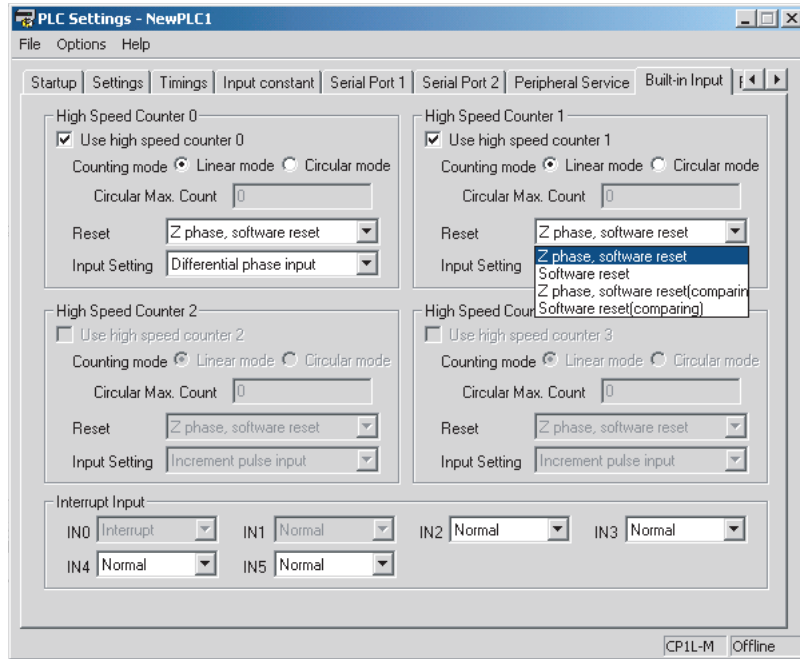 PLC Settings - NewPLC1
File Options Help
Startup Settings Timings Input constant Serial Port 1 Serial Port 2 Peripheral Service Built-in Input
High Speed Counter 0
Use high speed counter 0
Counting mode Linear mode Circular mode
Circular Max. Count 0
Reset Z phase, software reset
Input Setting Differential phase input
High Speed Counter 1
Use high speed counter 1
Counting mode Linear mode Circular mode
Circular Max. Count 0
Reset Z phase, software reset
Z phase, software reset
Software reset
Z phase, software reset(comparin
Software reset(comparing)
Input Setting
High Speed Counter 2
Use high speed counter 2
Counting mode Linear mode Circular mode
Circular Max. Count 0
Reset Z phase, software reset
Input Setting Increment pulse input
High Speed Coun
Use high speed counter 3
Counting mode Linear mode Circular mode
Circular Max. Count 0
Reset Z phase, software reset
Input Setting Increment pulse input
Interrupt Input
IN0 Interrupt IN1 Normal IN2 Normal IN3 Normal
IN4 Normal IN5 Normal
CP1L-M Offline